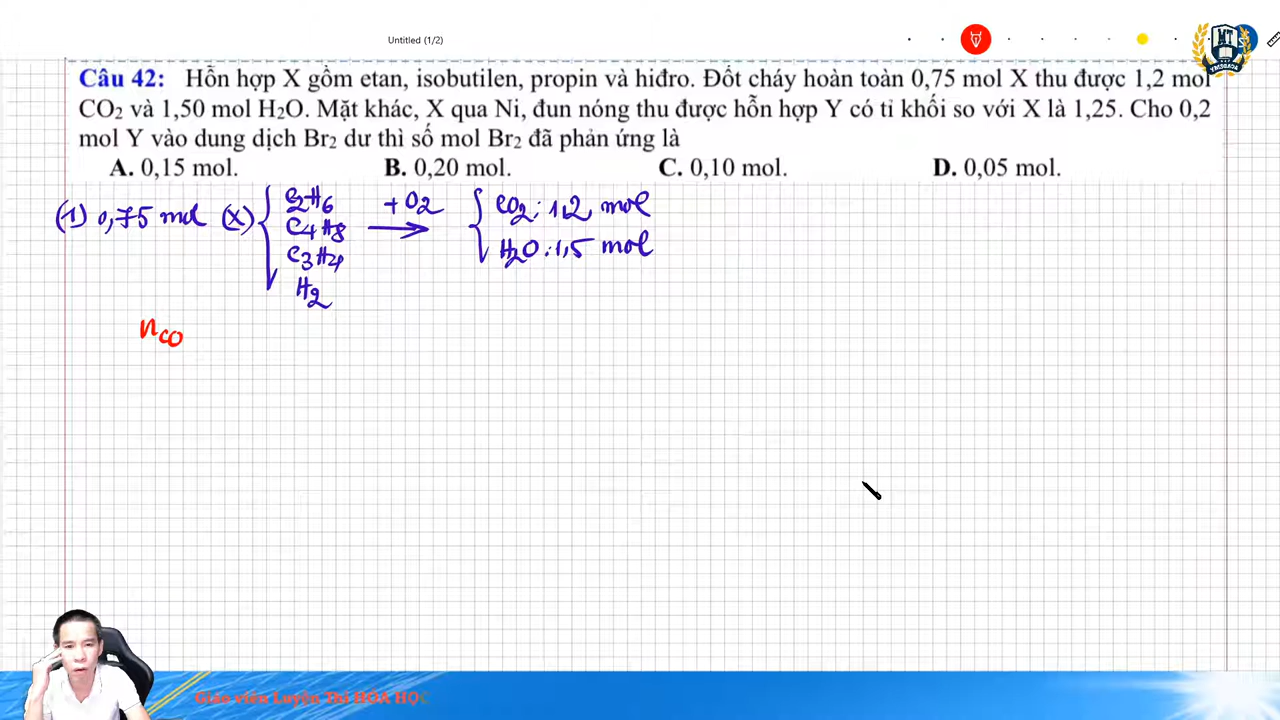 Untitled (1/2)
Câu 42: Hỗn hợp X gồm etan, isobutilen, propin và hiđro. Đốt cháy hoàn toàn 0,75 mol X thu được 1,2 mol
CO2 và 1,50 mol H2O. Mặt khác, X qua Ni, đun nóng thu được hỗn hợp Y có tỉ khối so với X là 1,25. Cho 0,2
mol Y vào dung dịch Br2 dư thì số mol Br2 đã phản ứng là
A. 0,15 mol. B. 0,20 mol. C. 0,10 mol. D. 0,05 mol.
(1) 0,75 mol (X) { C2H6 +O2 { CO2: 1,2 mol
C4H8
C3H4 H2O: 1,5 mol
H2
nCO
Giáo viên Luyện Thi HÓA HỌC